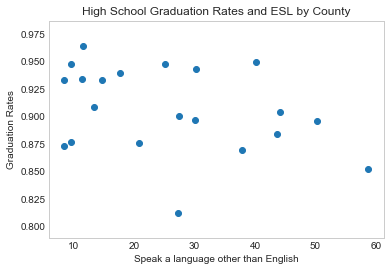 High School Graduation Rates and ESL by County
Graduation Rates
0.975
0.950
0.925
0.900
0.875
0.850
0.825
0.800
10 20 30 40 50 60
Speak a language other than English